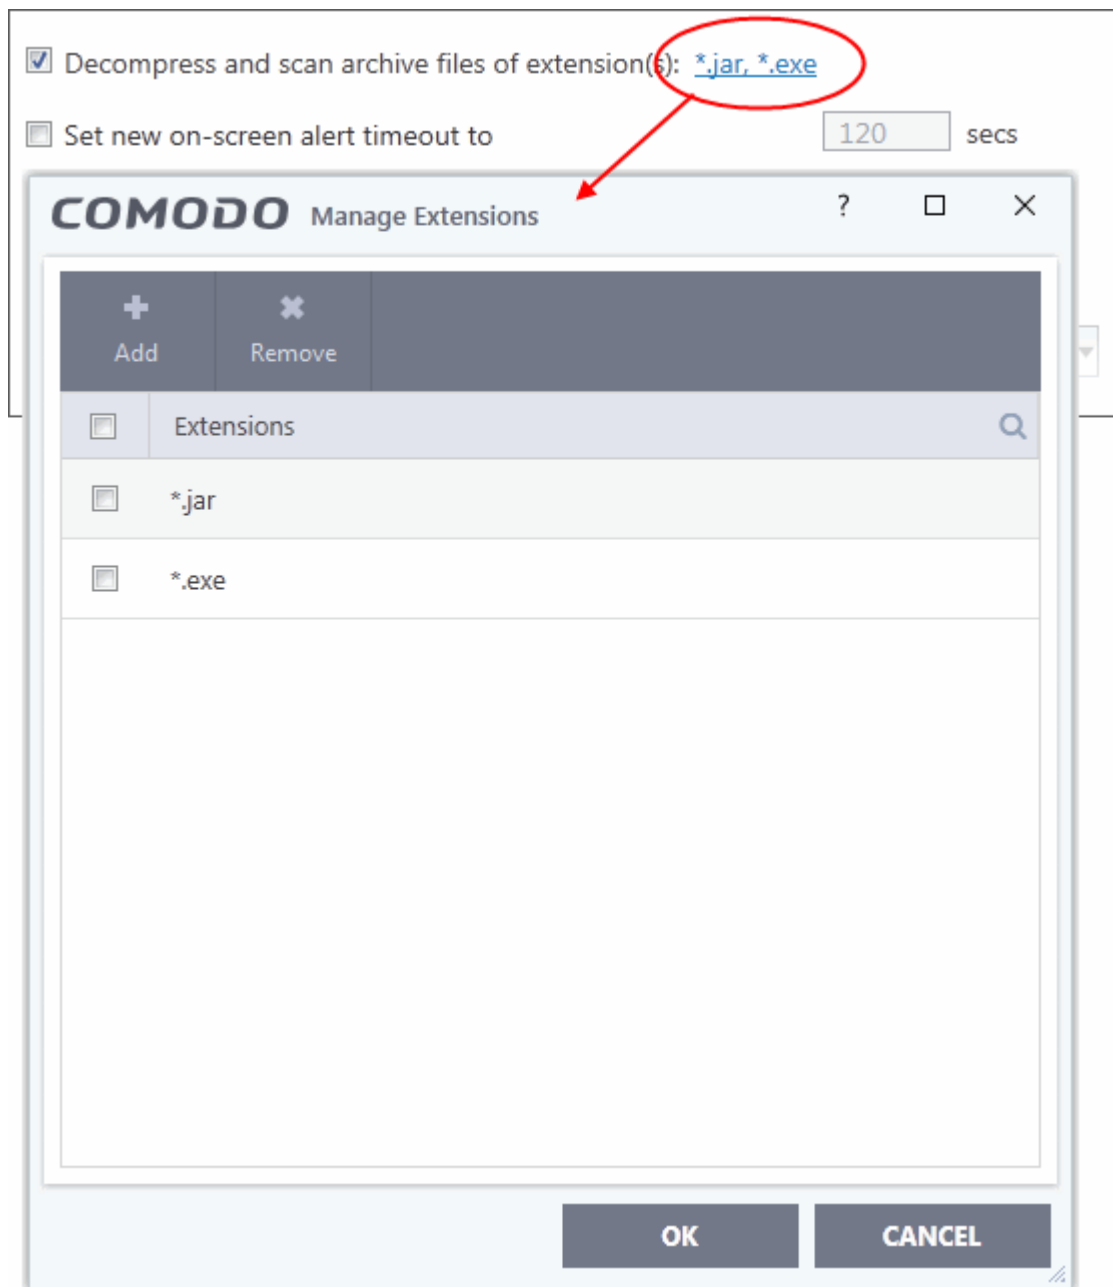 Decompress and scan archive files of extension(s): *.jar, *.exe
Set new on-screen alert timeout to 120 secs
COMODO Manage Extensions ?
Add Remove
Extensions
*.jar
*.exe
OK CANCEL